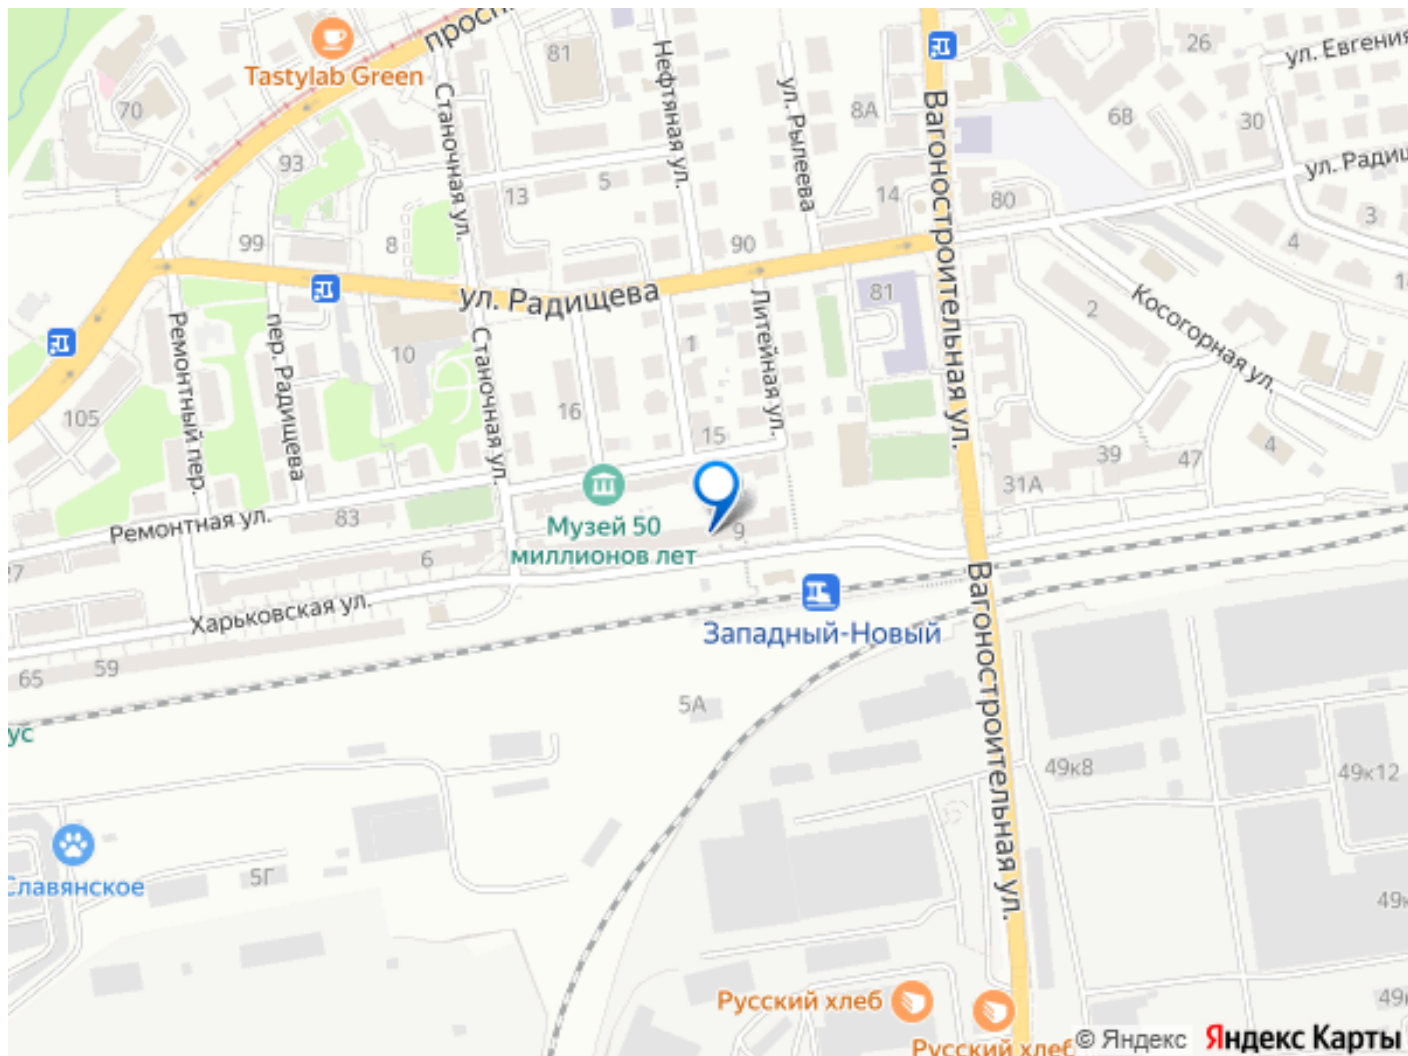 Tastylab Green
70
93
81
Станочная ул.
Нефтяная ул.
ул. Рылеева
8А
Вагоностроительная ул.
26
ул. Евгения
68
30
ул. Радищ
13
5
14
80
3
4
99
8
90
ул. Радищева
81
2
Косогорная ул.
Ремонтный пер.
пер. Радищева
10
Станочная ул.
1
Литейная ул.
16
15
105
39
47
4
31А
Ремонтная ул.
83
Музей 50
миллионов лет
9
6
Харьковская ул.
Западный-Новый
Вагоностроительная ул.
59
65
ус
5А
49к8
49к12
Славянское
5Г
Русский хлеб
Русский хлеб
© Яндекс
Яндекс Карты